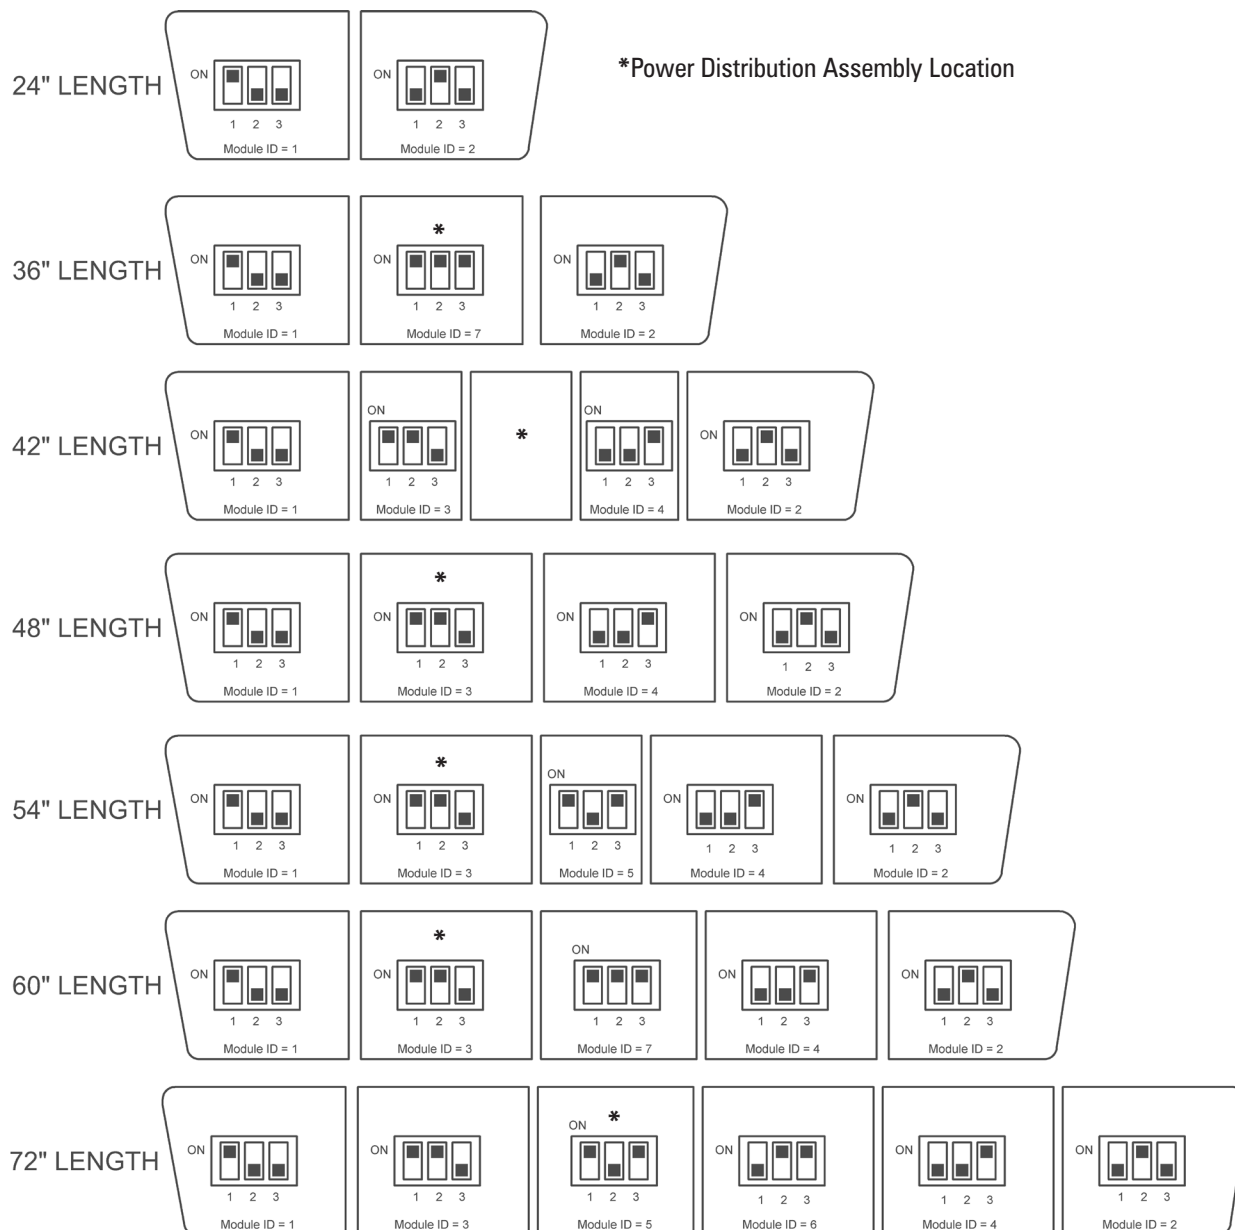 24" LENGTH
ON
1 2 3
Module ID = 1
ON
1 2 3
Module ID = 2
*Power Distribution Assembly Location
36" LENGTH
ON
1 2 3
Module ID = 1
*
ON
1 2 3
Module ID = 7
ON
1 2 3
Module ID = 2
42" LENGTH
ON
1 2 3
Module ID = 1
ON
1 2 3
Module ID = 3
*
ON
1 2 3
Module ID = 4
ON
1 2 3
Module ID = 2
48" LENGTH
ON
1 2 3
Module ID = 1
*
ON
1 2 3
Module ID = 3
ON
1 2 3
Module ID = 4
ON
1 2 3
Module ID = 2
54" LENGTH
ON
1 2 3
Module ID = 1
*
ON
1 2 3
Module ID = 3
ON
1 2 3
Module ID = 5
ON
1 2 3
Module ID = 4
ON
1 2 3
Module ID = 2
60" LENGTH
ON
1 2 3
Module ID = 1
*
ON
1 2 3
Module ID = 3
ON
1 2 3
Module ID = 7
ON
1 2 3
Module ID = 4
ON
1 2 3
Module ID = 2
72" LENGTH
ON
1 2 3
Module ID = 1
ON
1 2 3
Module ID = 3
*
ON
1 2 3
Module ID = 5
ON
1 2 3
Module ID = 6
ON
1 2 3
Module ID = 4
ON
1 2 3
Module ID = 2